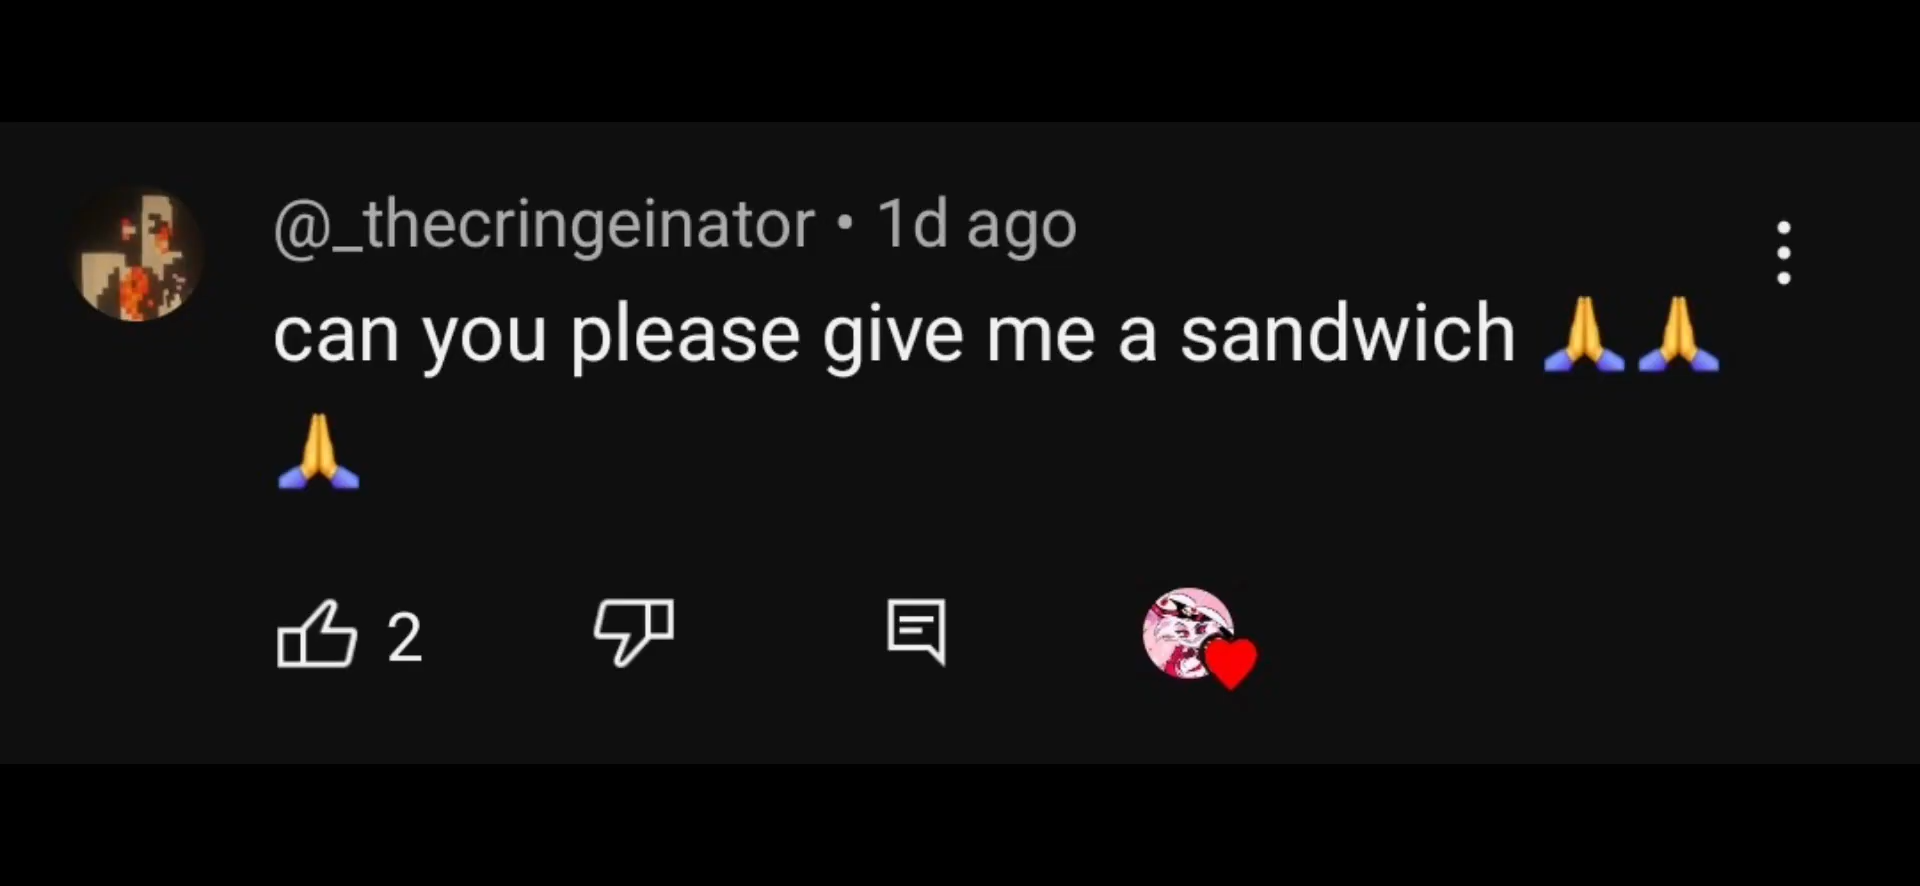 @_thecringeinator • 1d ago
can you please give me a sandwich 🙏🙏
🙏
2